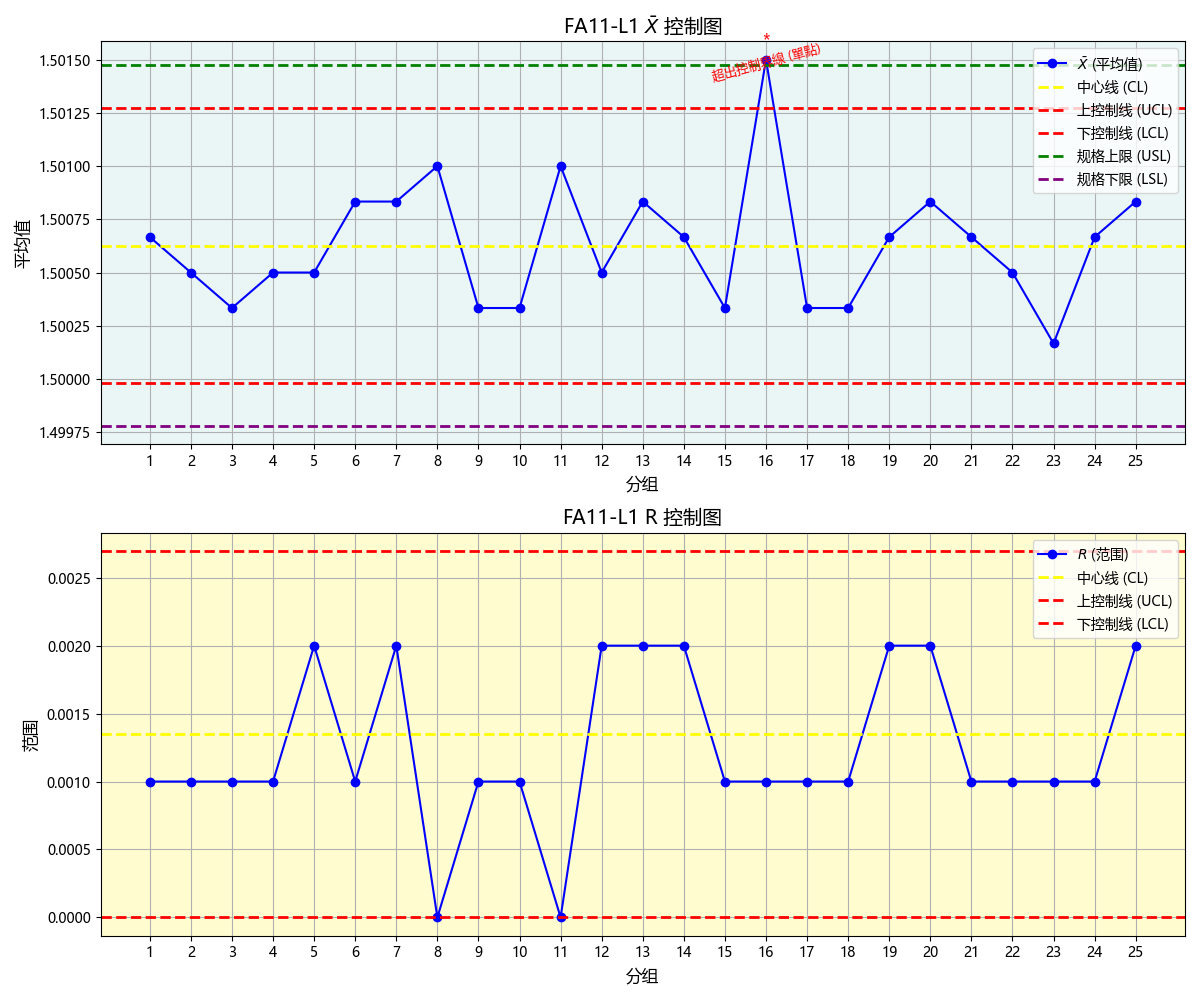 FA11-L1 X̄ 控制图
*
超出控制界線 (單點)
X̄ (平均值)
中心线 (CL)
上控制线 (UCL)
下控制线 (LCL)
规格上限 (USL)
规格下限 (LSL)
1.50150
1.50125
1.50100
1.50075
1.50050
1.50025
1.50000
1.49975
平均值
1 2 3 4 5 6 7 8 9 10 11 12 13 14 15 16 17 18 19 20 21 22 23 24 25
分组
FA11-L1 R 控制图
R (范围)
中心线 (CL)
上控制线 (UCL)
下控制线 (LCL)
0.0025
0.0020
0.0015
0.0010
0.0005
0.0000
范围
1 2 3 4 5 6 7 8 9 10 11 12 13 14 15 16 17 18 19 20 21 22 23 24 25
分组